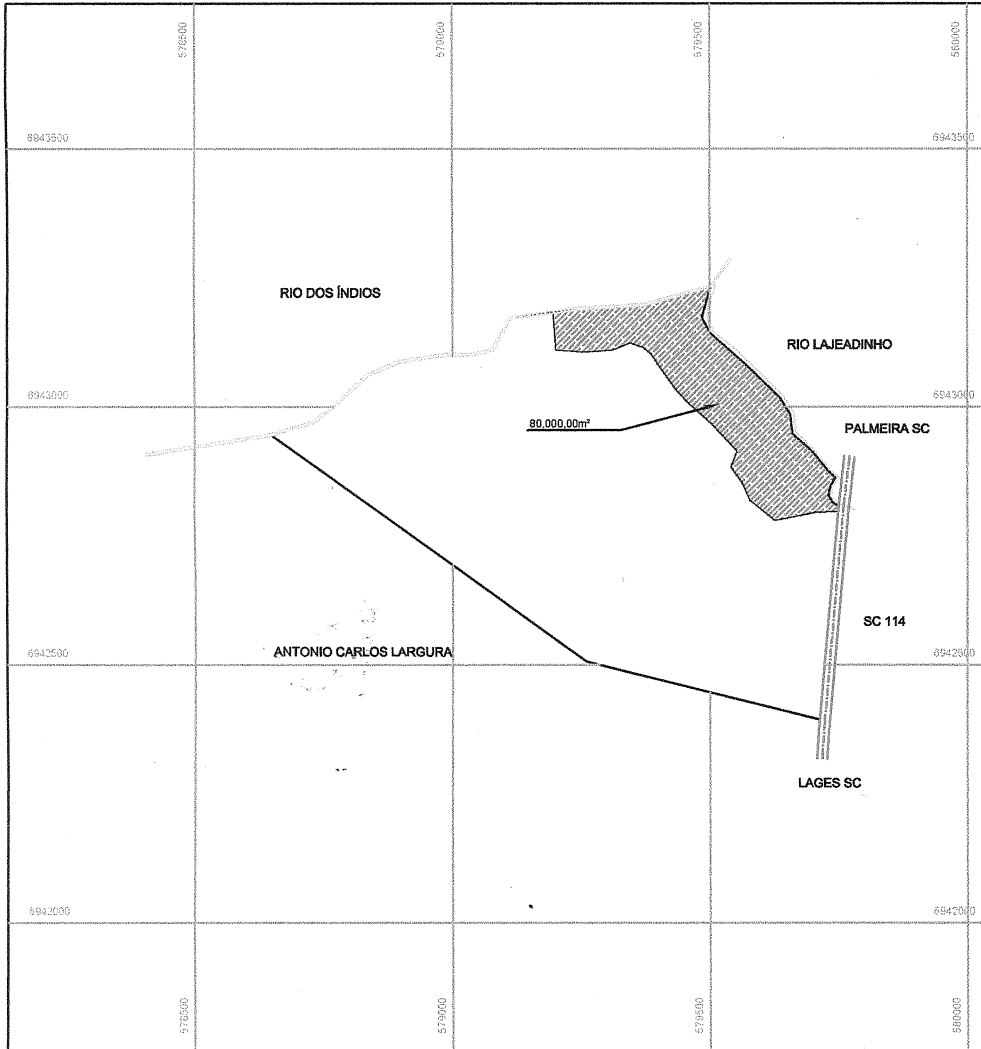 578500
579000
579500
580000
6943500
6943500
RIO DOS ÍNDIOS
RIO LAJEADINHO
6943000
6943000
80,000,00m²
PALMEIRA SC
SC 114
6942500
ANTONIO CARLOS LARGURA
6942500
LAGES SC
6942000
6942000
578500
579000
579500
580000